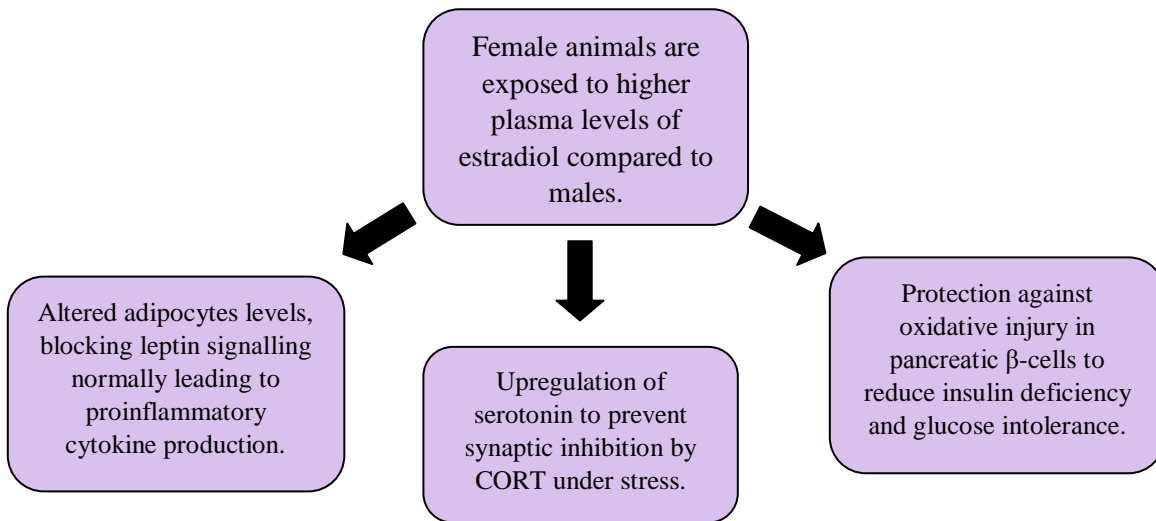 Female animals are
exposed to higher
plasma levels of
estradiol compared to
males.
Altered adipocytes levels,
blocking leptin signalling
normally leading to
proinflammatory
cytokine production.
Upregulation of
serotonin to prevent
synaptic inhibition by
CORT under stress.
Protection against
oxidative injury in
pancreatic β-cells to
reduce insulin deficiency
and glucose intolerance.